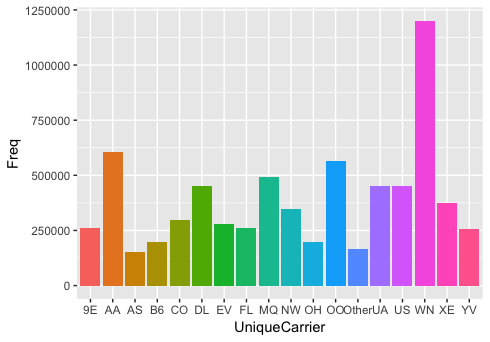 1250000
1000000
750000
500000
250000
0
Freq
9E AA AS B6 CO DL EV FL MQ NW OH OO Other UA US WN XE YV
UniqueCarrier